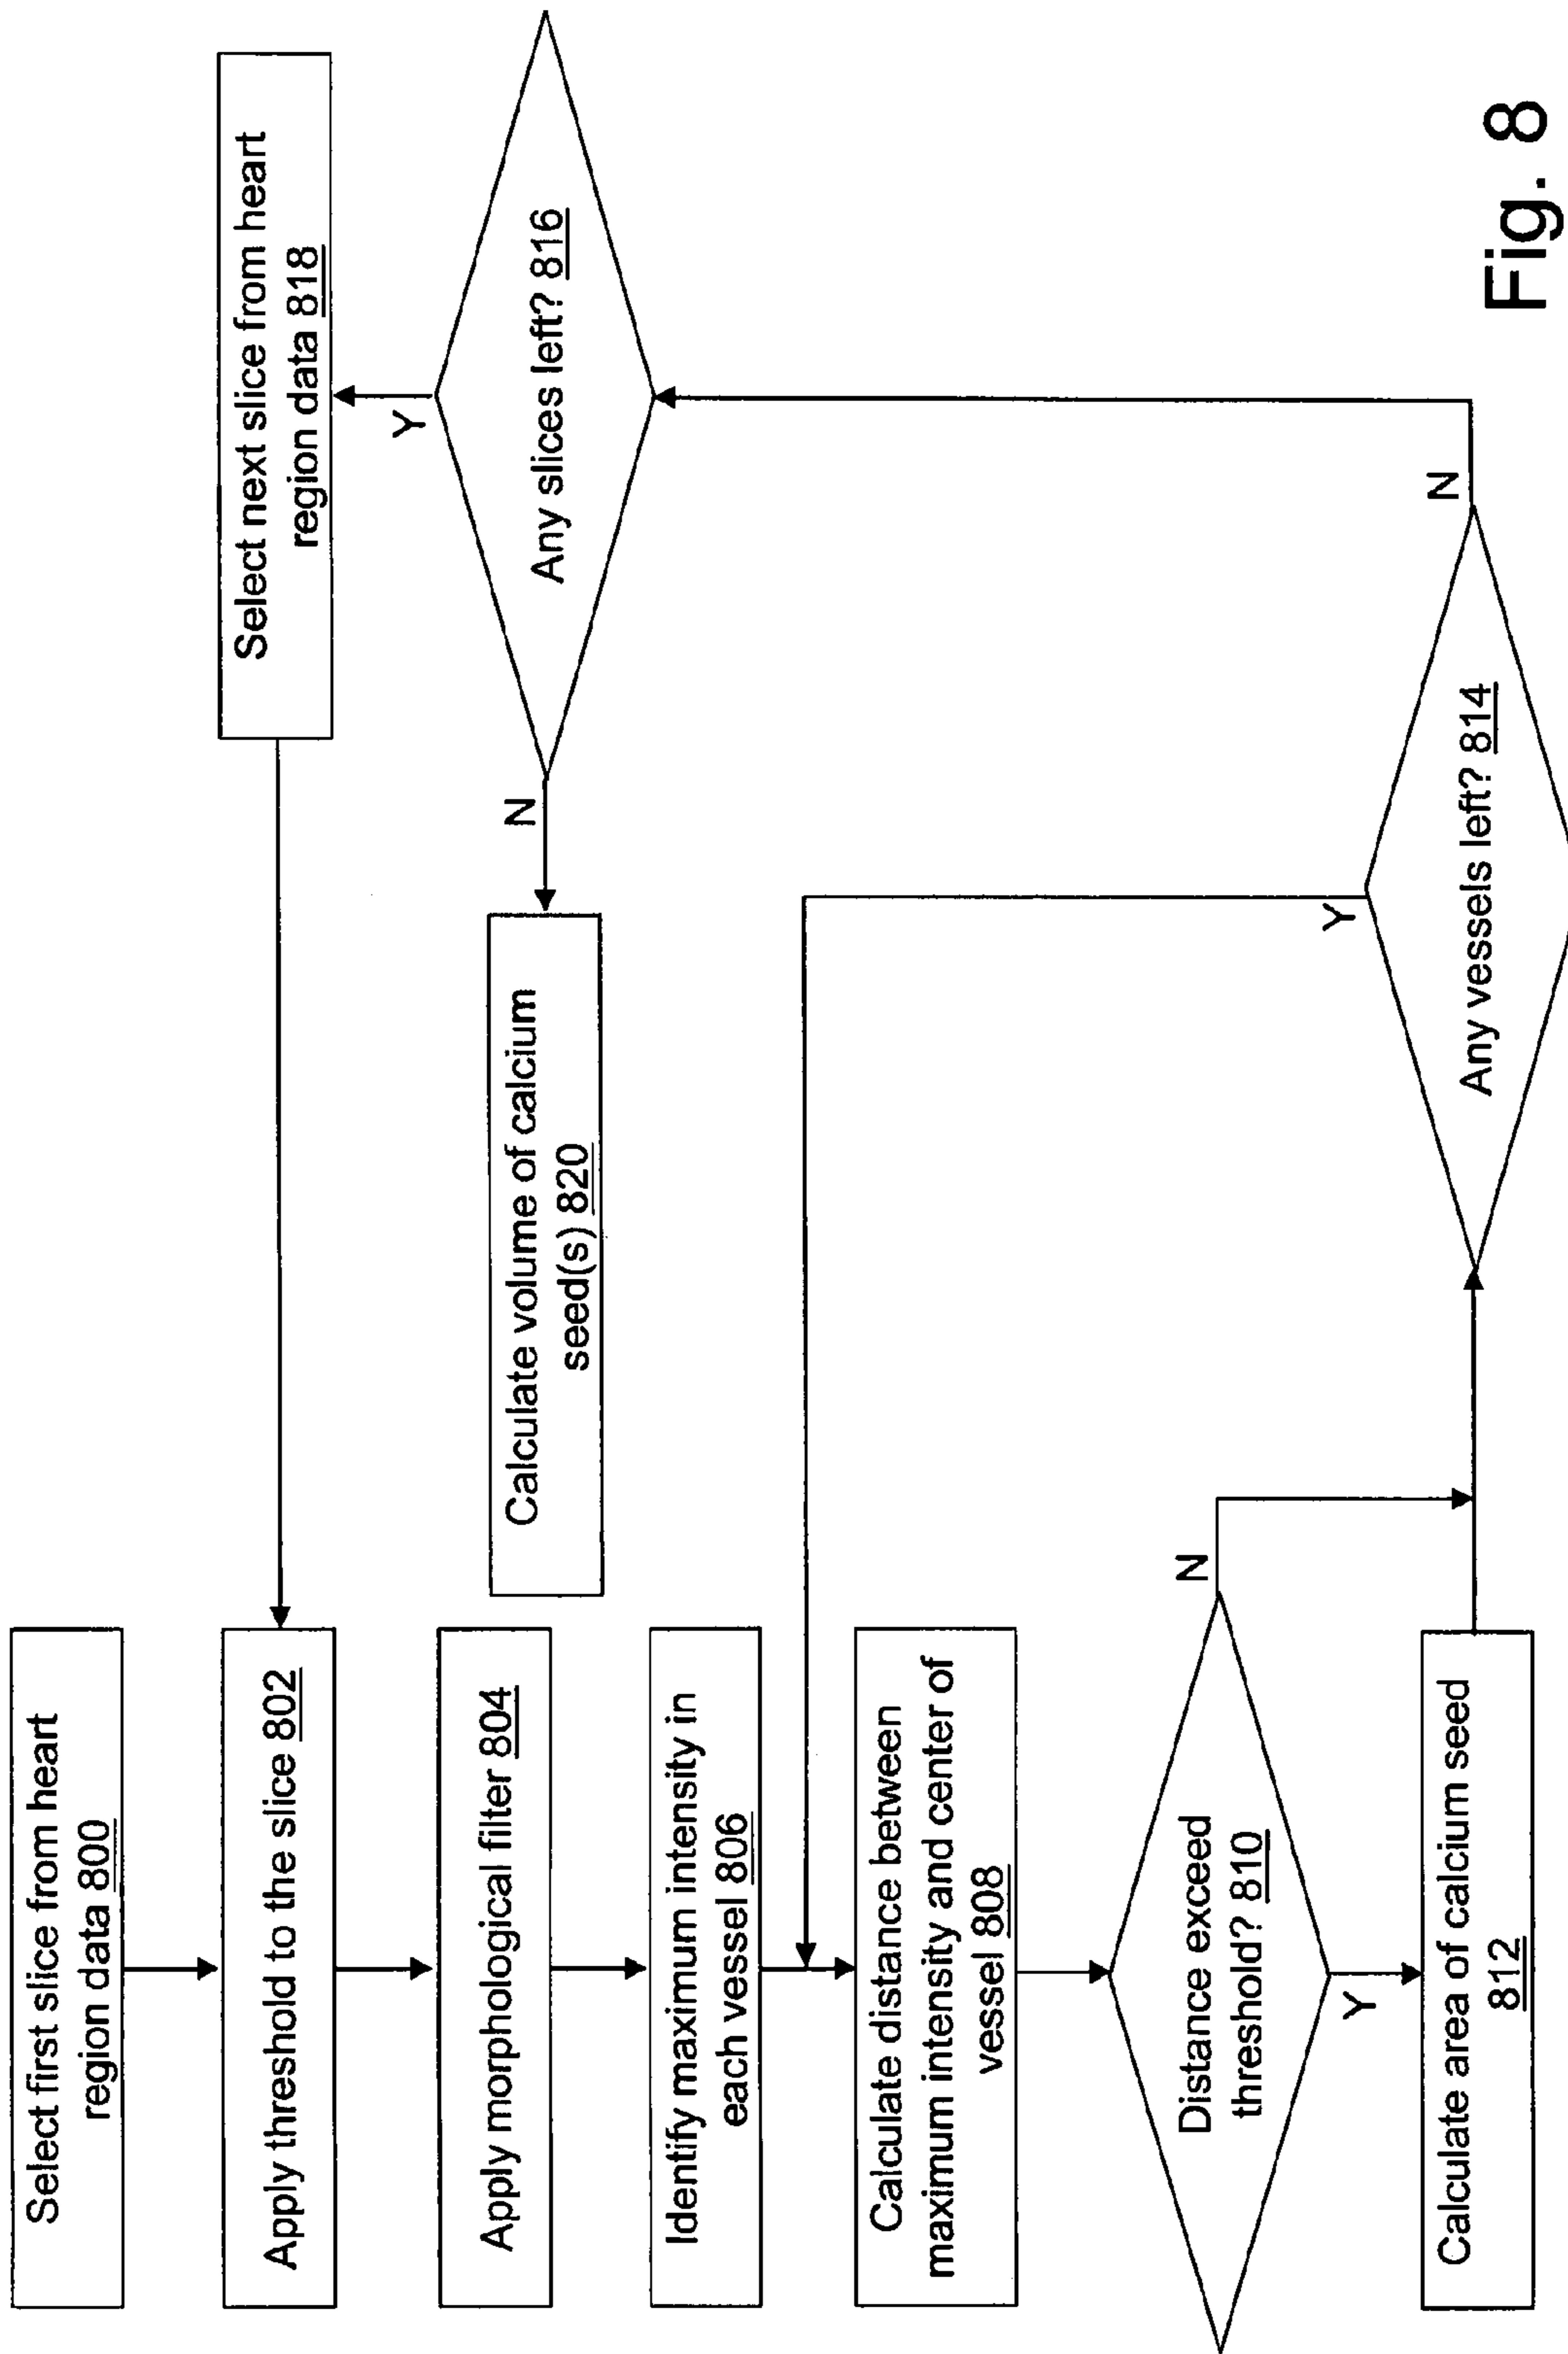 Select first slice from heart
region data 800
Apply threshold to the slice 802
Apply morphological filter 804
Identify maximum intensity in
each vessel 806
Calculate distance between
maximum intensity and center of
vessel 808
Distance exceed
threshold? 810
N
Y
Calculate area of calcium seed
812
Any vessels left? 814
Y
N
Any slices left? 816
Y
N
Select next slice from heart
region data 818
Calculate volume of calcium
seed(s) 820
Fig. 8